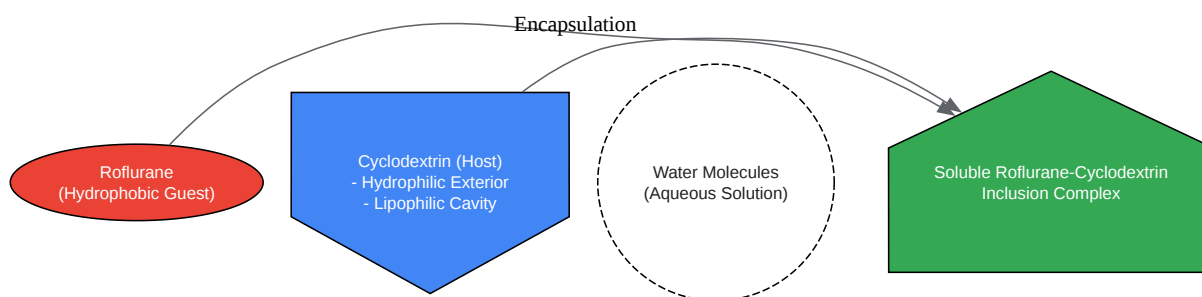 Encapsulation
Roflurane
(Hydrophobic Guest)
Cyclodextrin (Host)
- Hydrophilic Exterior
- Lipophilic Cavity
Water Molecules
(Aqueous Solution)
Soluble Roflurane-Cyclodextrin
Inclusion Complex